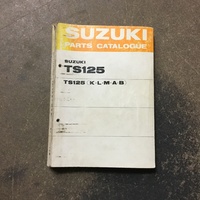 SUZUKI
PARTS CATALOGUE
SUZUKI
TS125
TS125 (K·L·M·A·B)